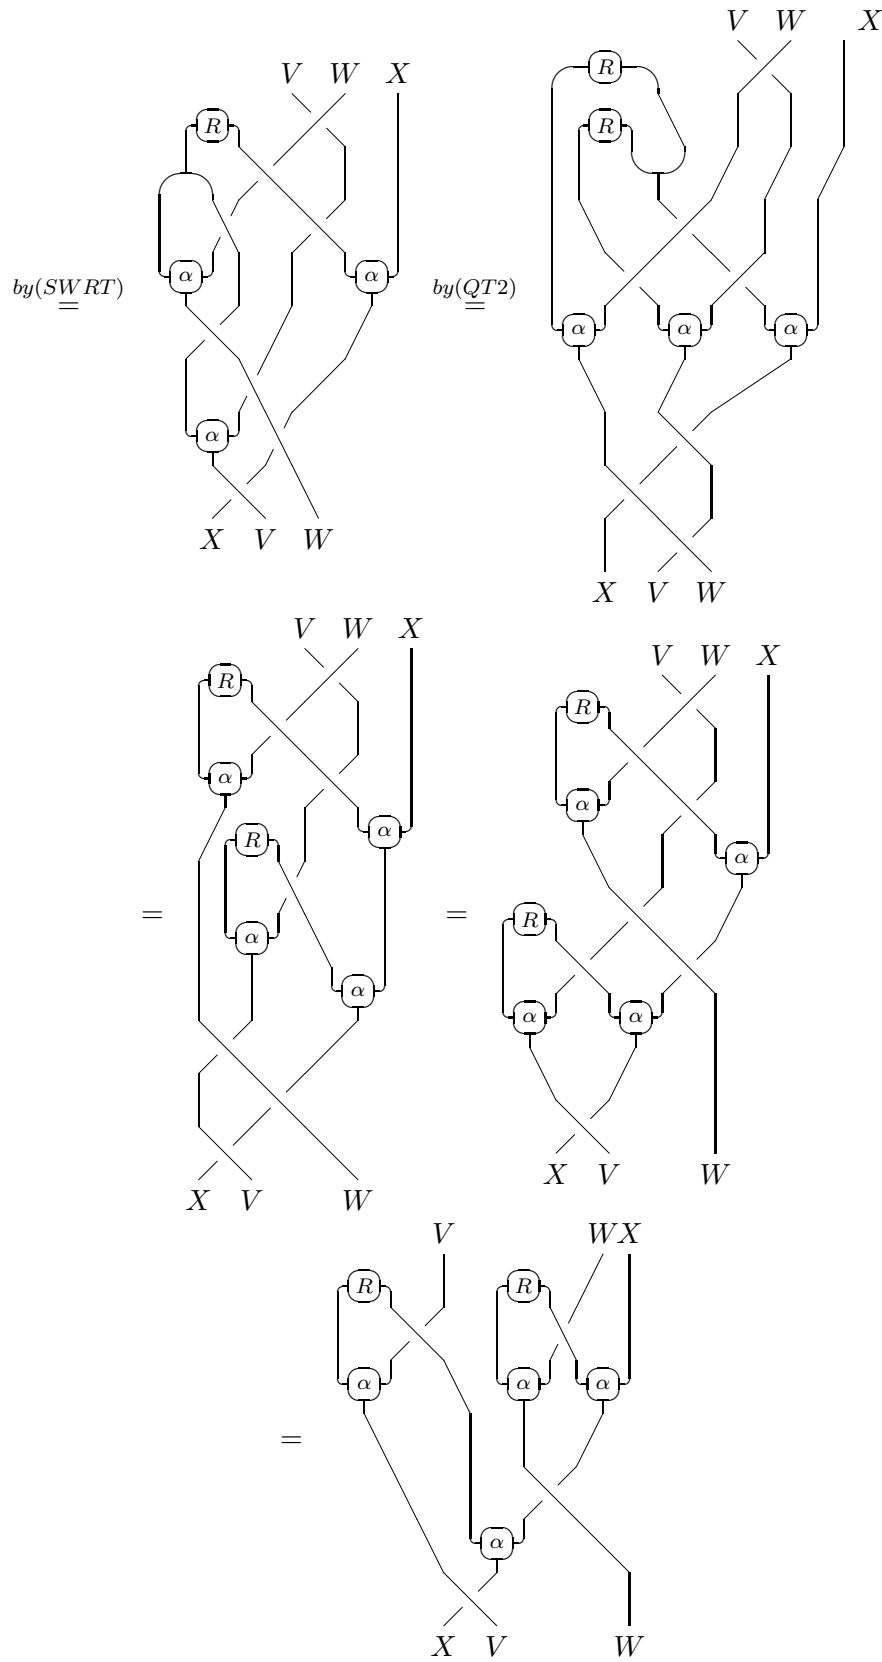 V W
V W X
X
R
R
R
α α
by(SWRT)
= by(QT2)
=
α α α
α
X V W
X V W
V W X
V W X
R
R
α
α
R α
α
= =
R
α
α
α α
X V W
X V W
V W X
R R
α α α
=
α
X V W